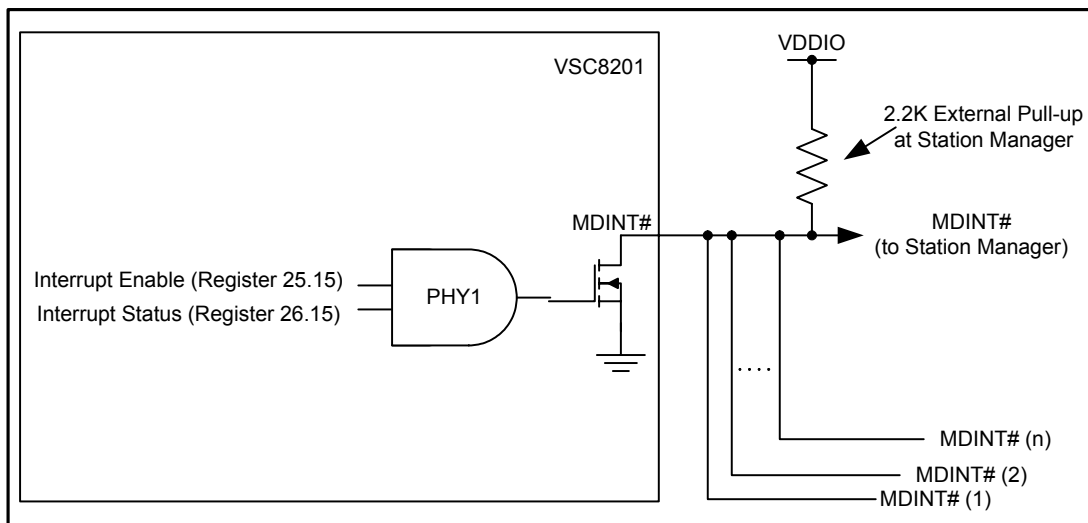 VDDIO
VSC8201
2.2K External Pull-up
at Station Manager
MDINT#
MDINT#
(to Station Manager)
Interrupt Enable (Register 25.15)
PHY1
Interrupt Status (Register 26.15)
....
MDINT# (n)
MDINT# (2)
MDINT# (1)